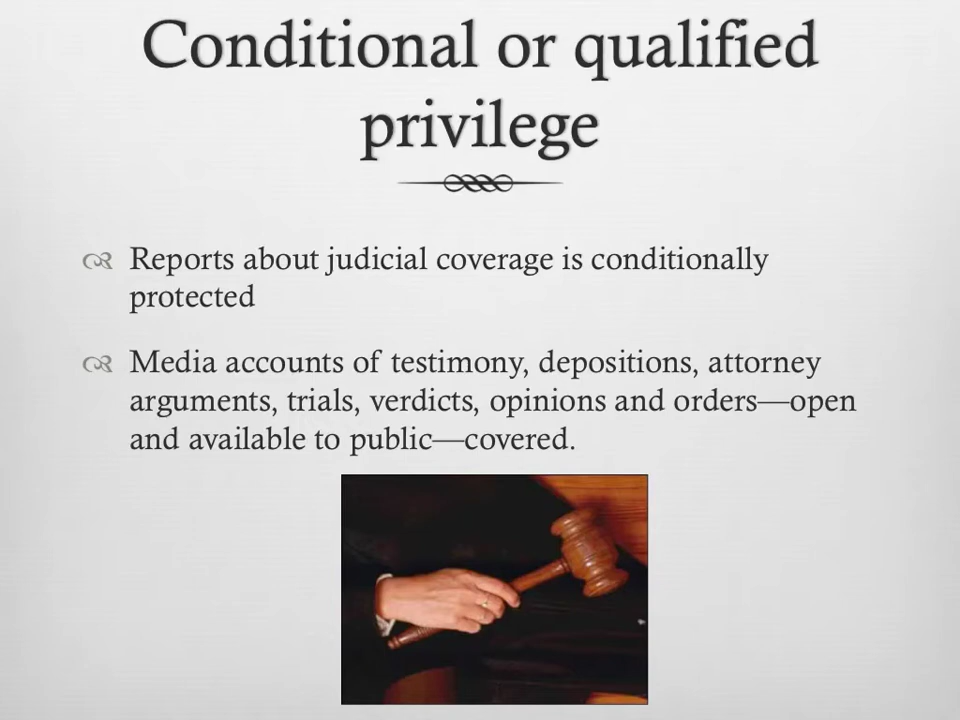 Conditional or qualified
privilege
Reports about judicial coverage is conditionally
protected
Media accounts of testimony, depositions, attorney
arguments, trials, verdicts, opinions and orders—open
and available to public—covered.